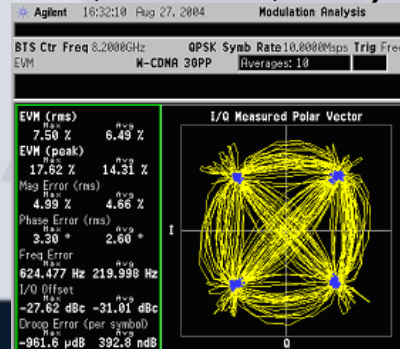 Agilent 16:32:10 Aug 27, 2004 Modulation Analysis
BTS Ctr Freq 8.2000GHz QPSK Symb Rate 10.0000Msps Trig Free
EVM W-CDMA 3GPP Averages: 10
EVM (rms)
Max Avg
7.50 % 6.49 %
EVM (peak)
Max Avg
17.62 % 14.31 %
Mag Error (rms)
Max Avg
4.99 % 4.66 %
Phase Error (rms)
Max Avg
3.30 ° 2.60 °
Freq Error
Max Avg
624.477 Hz 219.998 Hz
I/Q Offset
Max Avg
-27.62 dBc -31.01 dBc
Droop Error (per symbol)
Max Avg
-961.6 µdB 392.8 ndB
I/Q Measured Polar Vector
I
Q